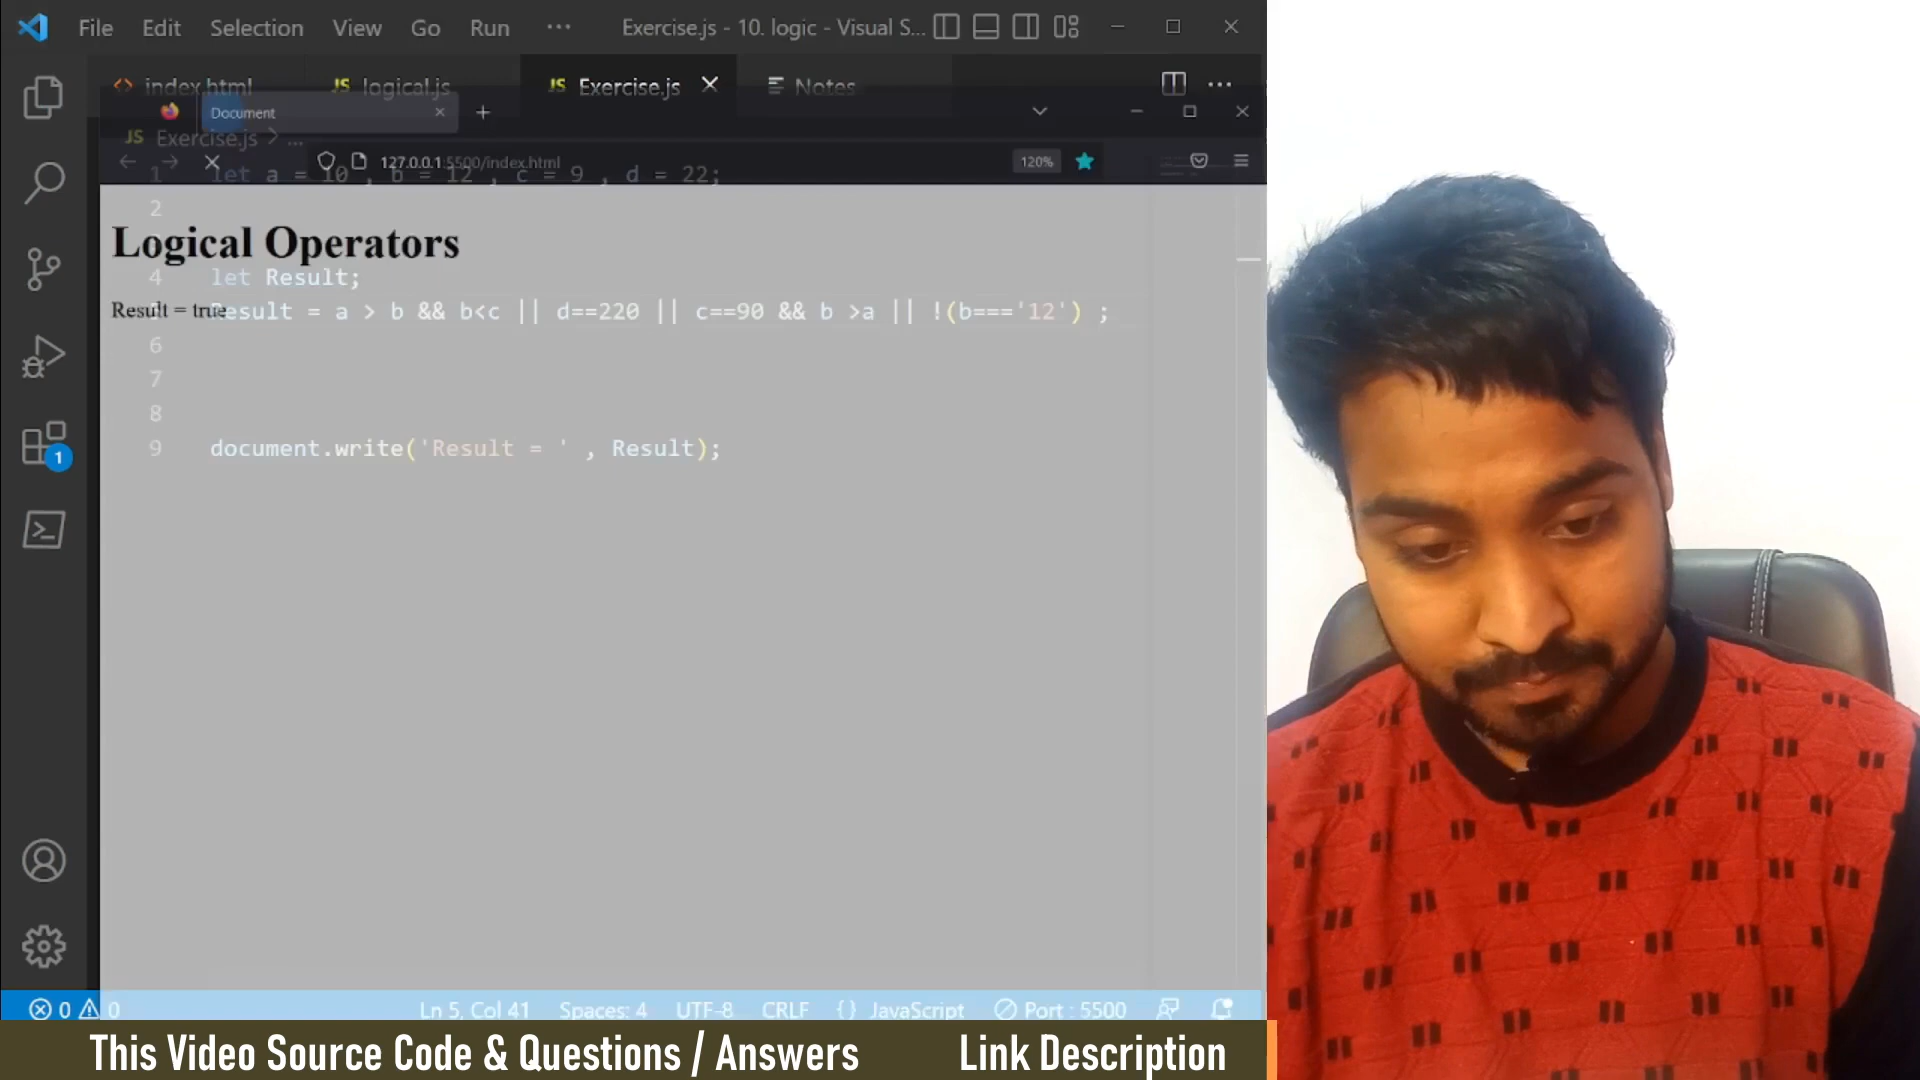 File Edit Selection View Go Run ··· Exercise.js - 10. logic - Visual S...
index.html JS logical.js JS Exercise.js Notes
Document
JS Exercise.js > ...
127.0.0.1:5500/index.html 120%
1 let a = 10 , b = 12 , c = 9 , d = 22;
2
Logical Operators
4 let Result;
Result = true
Result = a > b && b<c || d==220 || c==90 && b >a || !(b==='12') ;
6
7
8
9 document.write('Result = ' , Result);
1
0 0 Ln 5, Col 41 Spaces: 4 UTF-8 CRLF {} JavaScript Port : 5500
This Video Source Code & Questions / Answers Link Description